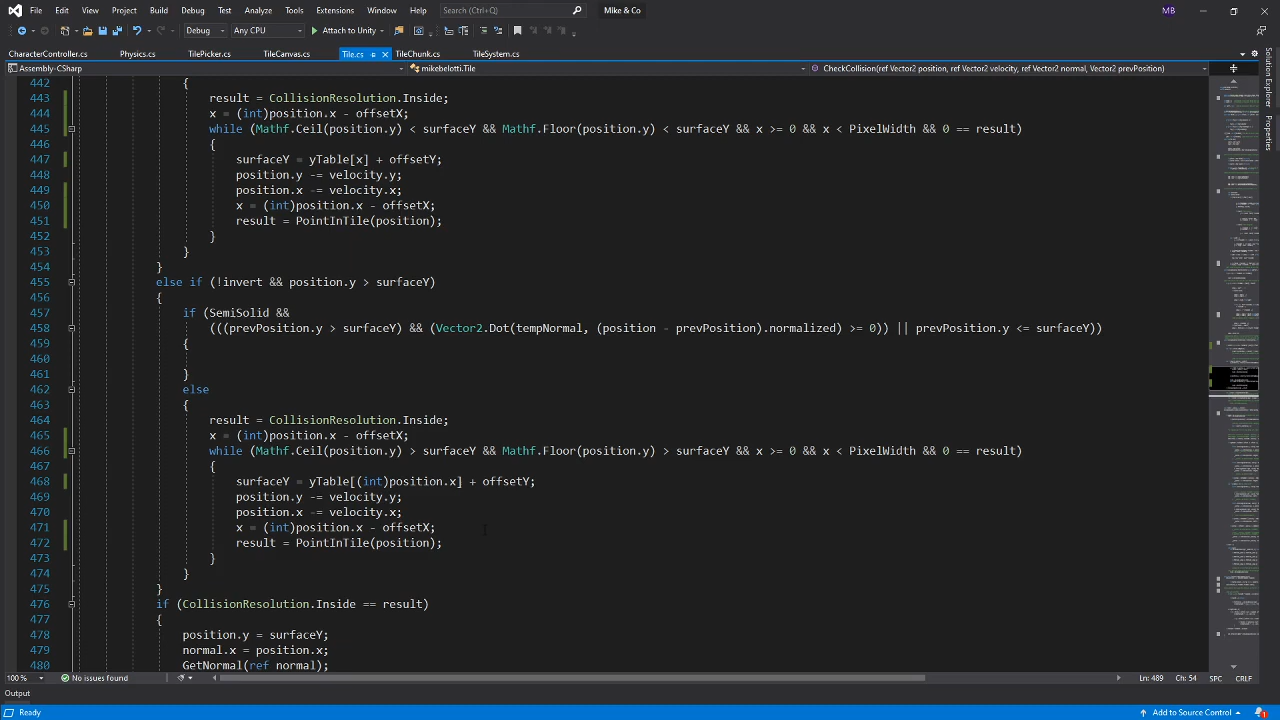 File Edit View Project Build Debug Test Analyze Tools Extensions Window Help Search (Ctrl+Q) Mike & Co MB
Debug Any CPU Attach to Unity
CharacterController.cs Physics.cs TilePicker.cs TileCanvas.cs Tile.cs TileChunk.cs TileSystem.cs
Assembly-CSharp mikebelotti.Tile CheckCollision(ref Vector2 position, ref Vector2 velocity, ref Vector2 normal, Vector2 prevPosition)
442 {
443 result = CollisionResolution.Inside;
444 x = (int)position.x - offsetX;
445 while (Mathf.Ceil(position.y) < surfaceY && Mathf.Floor(position.y) < surfaceY && x >= 0 && x < PixelWidth && 0 == result)
446 {
447 surfaceY = yTable[x] + offsetY;
448 position.y -= velocity.y;
449 position.x -= velocity.x;
450 x = (int)position.x - offsetX;
451 result = PointInTile(position);
452 }
453 }
454 }
455 else if (!invert && position.y > surfaceY)
456 {
457 if (SemiSolid &&
458 (((prevPosition.y > surfaceY) && (Vector2.Dot(tempnormal, (position - prevPosition).normalized) >= 0)) || prevPosition.y <= surfaceY))
459 {
460
461 }
462 else
463 {
464 result = CollisionResolution.Inside;
465 x = (int)position.x - offsetX;
466 while (Mathf.Ceil(position.y) > surfaceY && Mathf.Floor(position.y) > surfaceY && x >= 0 && x < PixelWidth && 0 == result)
467 {
468 surfaceY = yTable[(int)position.x] + offsetY;
469 position.y -= velocity.y;
470 position.x -= velocity.x;
471 x = (int)position.x - offsetX;
472 result = PointInTile(position);
473 }
474 }
475 }
476 if (CollisionResolution.Inside == result)
477 {
478 position.y = surfaceY;
479 normal.x = position.x;
480 GetNormal(ref normal);
Solution Explorer
Properties
100 % No issues found Ln: 489 Ch: 54 SPC CRLF
Output
Ready Add to Source Control 1